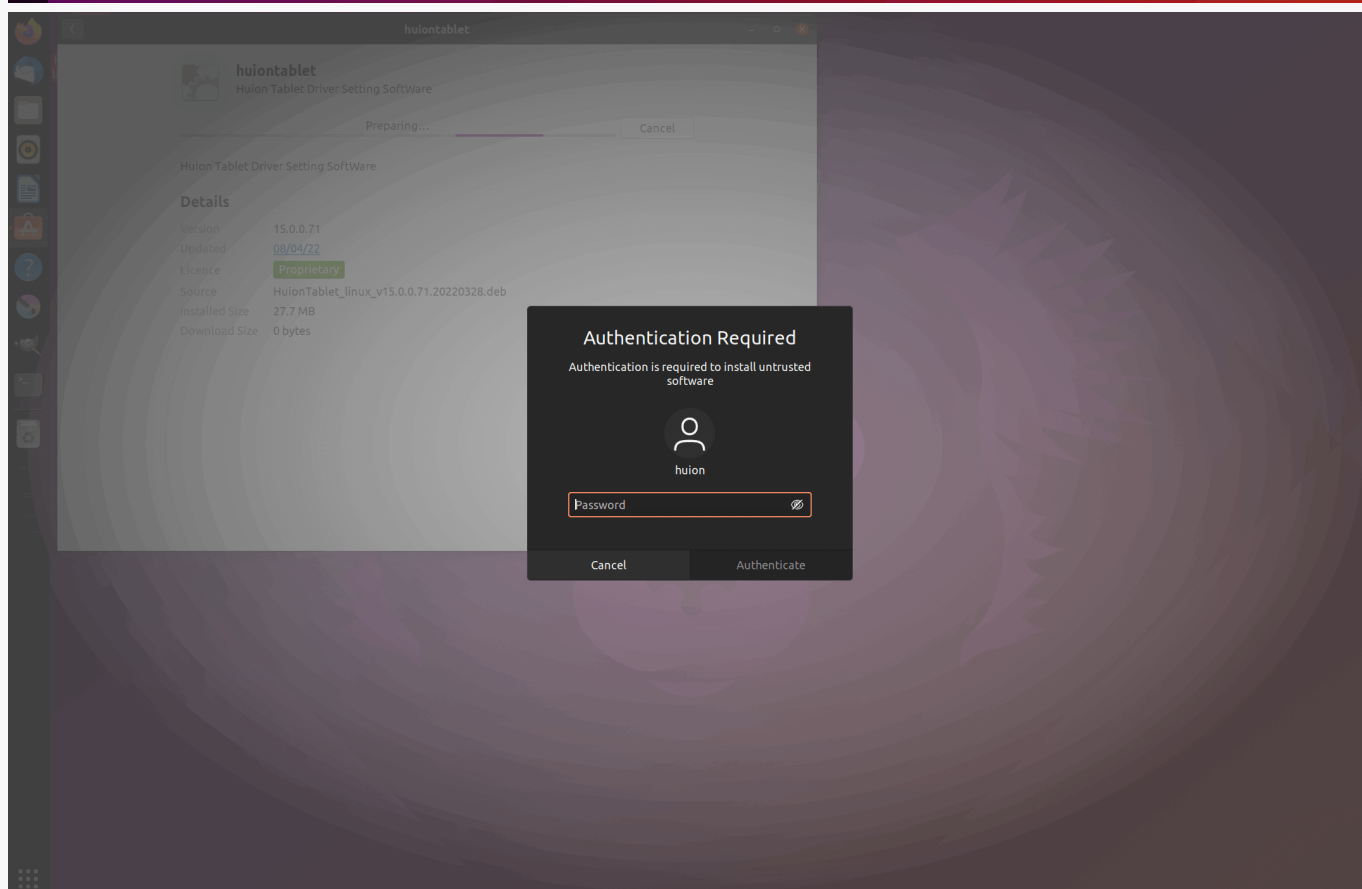 huiontablet
huiontablet
Huion Tablet Driver Setting SoftWare
Preparing...
Cancel
Huion Tablet Driver Setting SoftWare
Details
Version 15.0.0.71
Updated 08/04/22
Licence Proprietary
Source HuionTablet_linux_v15.0.0.71.20220328.deb
Installed Size 27.7 MB
Download Size 0 bytes
Authentication Required
Authentication is required to install untrusted
software
huion
Password
Cancel Authenticate